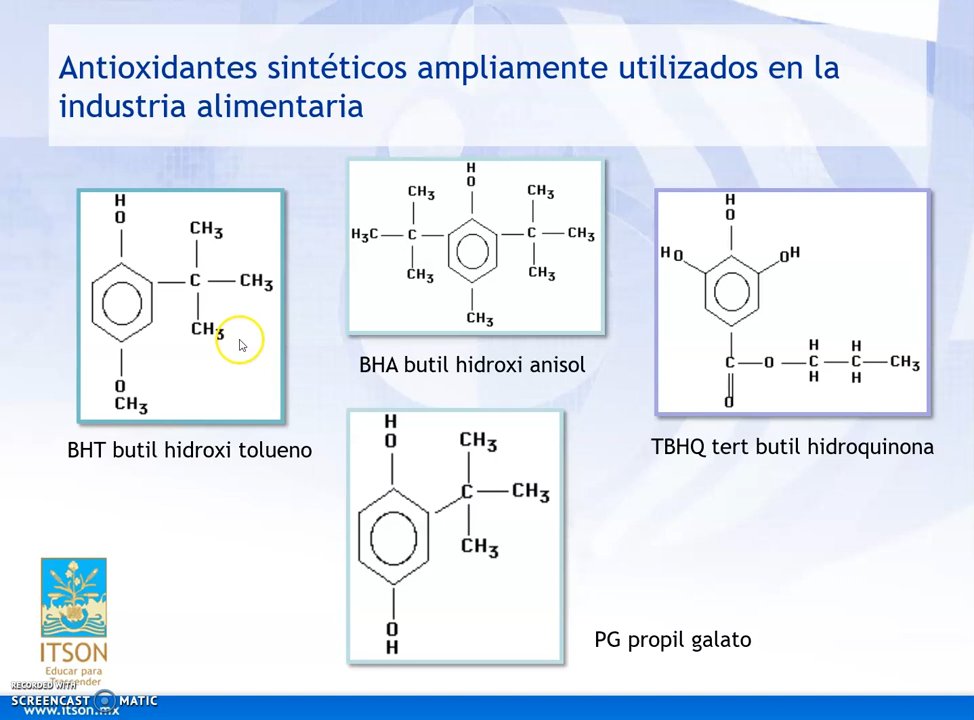 Antioxidantes sintéticos ampliamente utilizados en la
industria alimentaria
H
O
CH3
C
CH3
CH3
O
CH3
BHT butil hidroxi tolueno
H
O
CH3
CH3
H3C
C
C
CH3
CH3
CH3
CH3
BHA butil hidroxi anisol
H
O
HO
OH
H
H
C
O
C
C
CH3
H
H
O
TBHQ tert butil hidroquinona
H
O
CH3
C
CH3
CH3
O
H
PG propil galato
ITSON
Educar para
Trascender
RECORDED WITH
SCREENCAST MATIC
www.itson.mx